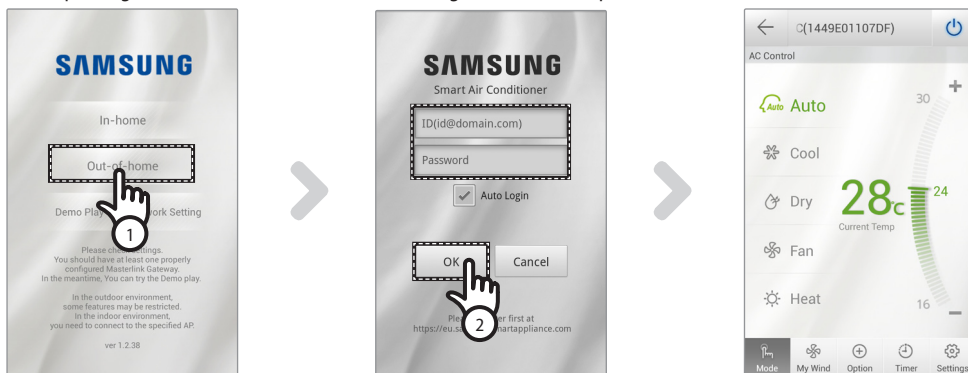 SAMSUNG
In-home
Out-of-home
Demo Play
ork Setting
Please che
ttings.
You should have at least one properly
configured Masterlink Gateway.
In the meantime, You can try the Demo play.
In the outdoor environment,
some features may be restricted.
In the indoor environment,
you need to connect to the specified AP.
ver 1.2.38
1
SAMSUNG
Smart Air Conditioner
ID(id@domain.com)
Password
Auto Login
OK
Cancel
er first at
https://eu.sa
martappliance.com
2
C(1449E01107DF)
AC Control
Auto Auto
Cool
Dry
Fan
Heat
30
+
28°C
24
Current Temp
16
−
Mode My Wind Option Timer Settings